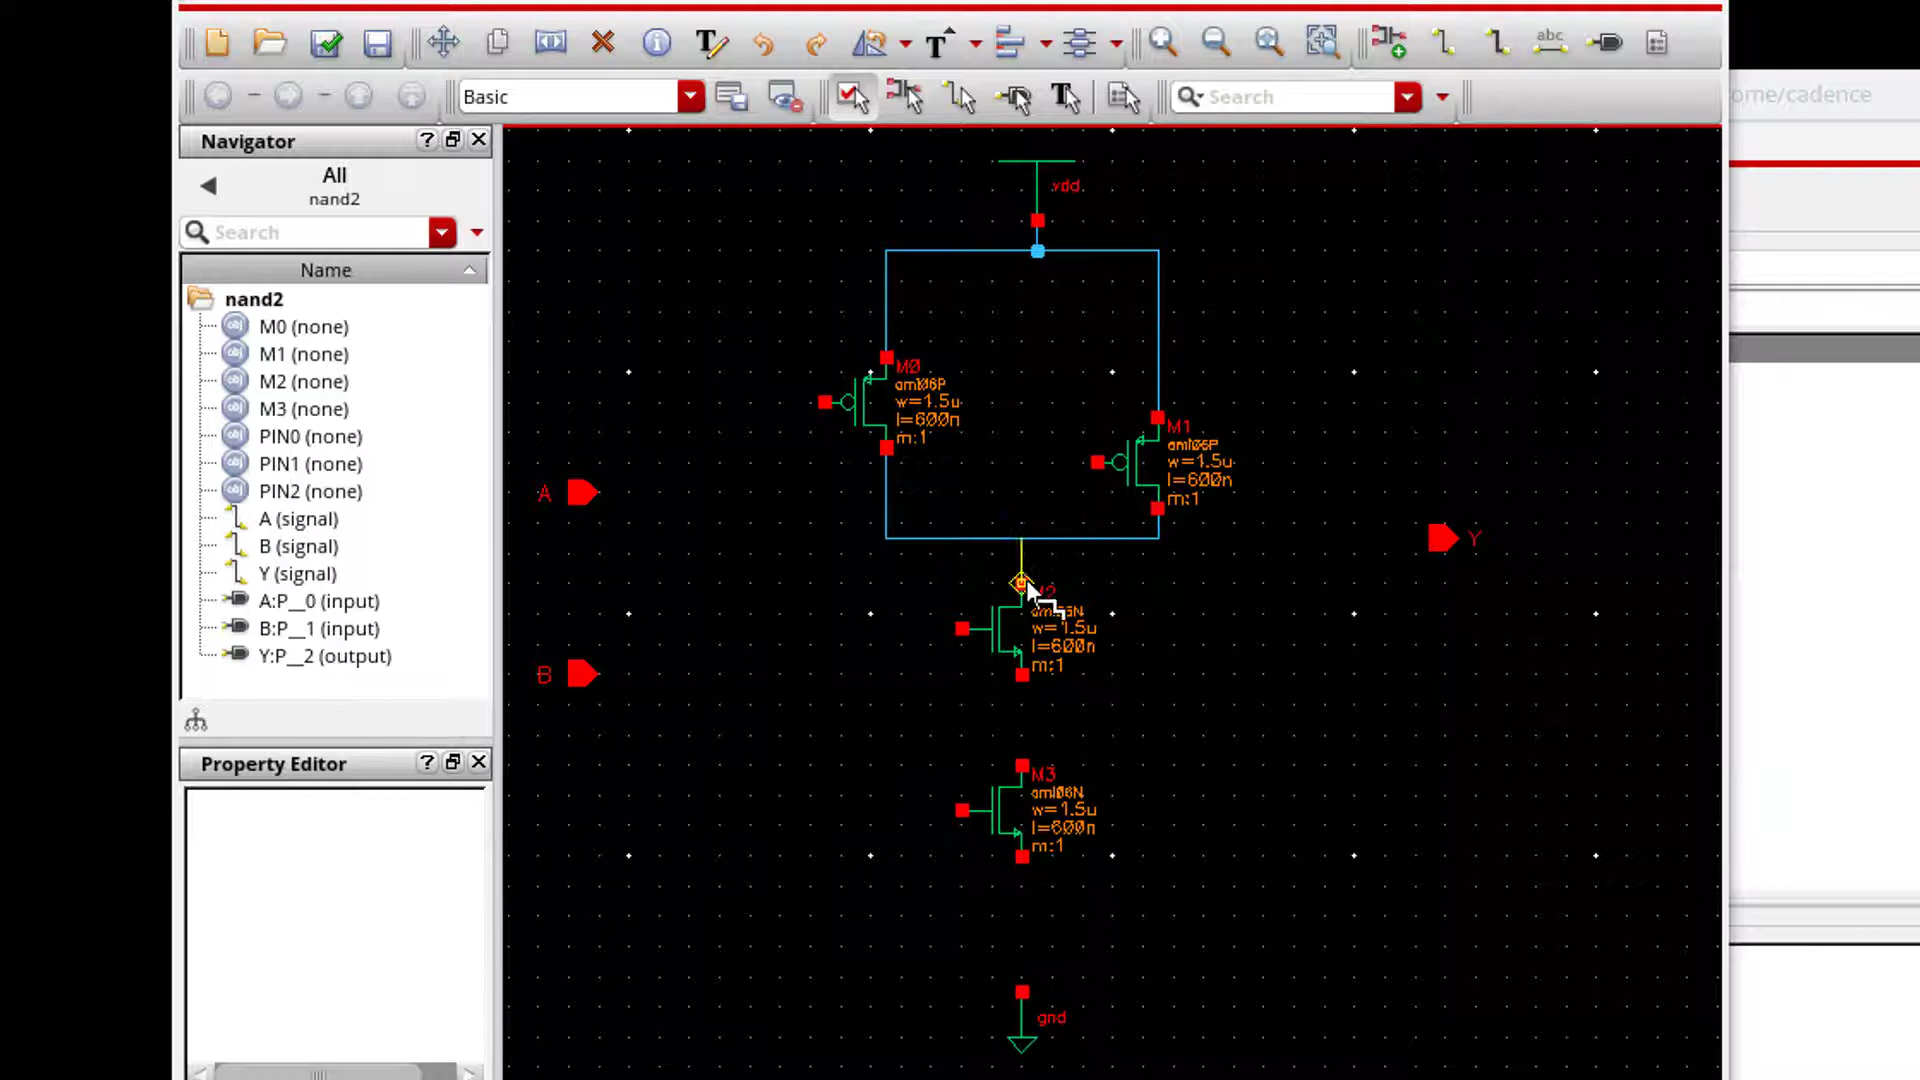 abc
Basic
Search
ome/cadence
Navigator
All
nand2
Search
Name
nand2
M0 (none)
M1 (none)
M2 (none)
M3 (none)
PIN0 (none)
PIN1 (none)
PIN2 (none)
A (signal)
B (signal)
Y (signal)
A:P__0 (input)
B:P__1 (input)
Y:P__2 (output)
Property Editor
vdd
M0
ami06P
w=1.5u
l=600n
m:1
M1
ami06P
w=1.5u
l=600n
m:1
A
Y
w=1.5u
l=600n
m:1
B
M3
ami06N
w=1.5u
l=600n
m:1
gnd